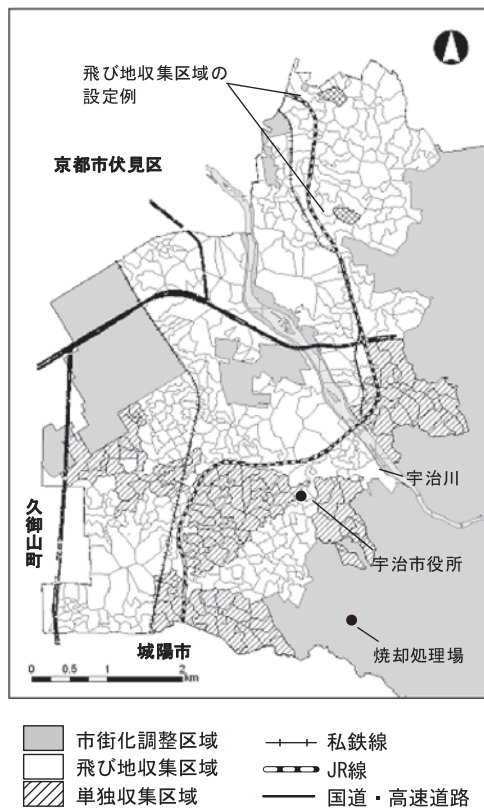 飛び地収集区域の
設定例
京都市伏見区
宇治川
久御山町
宇治市役所
城陽市
焼却処理場
0 0.5 1 2
km
市街化調整区域
飛び地収集区域
単独収集区域
私鉄線
JR線
国道・高速道路